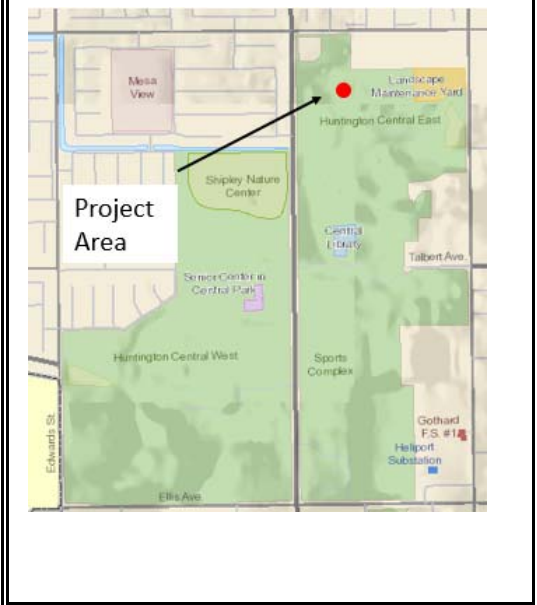 Mesa
View
Landscape
Maintenance Yard
Huntington Central East
Shipley Nature
Center
Project
Area
Central
Library
Talbert Ave.
Senior Center in
Central Park
Huntington Central West
Sports
Complex
Edwards St.
Gothard
F.S. #1
Heliport
Substation
Ellis Ave.